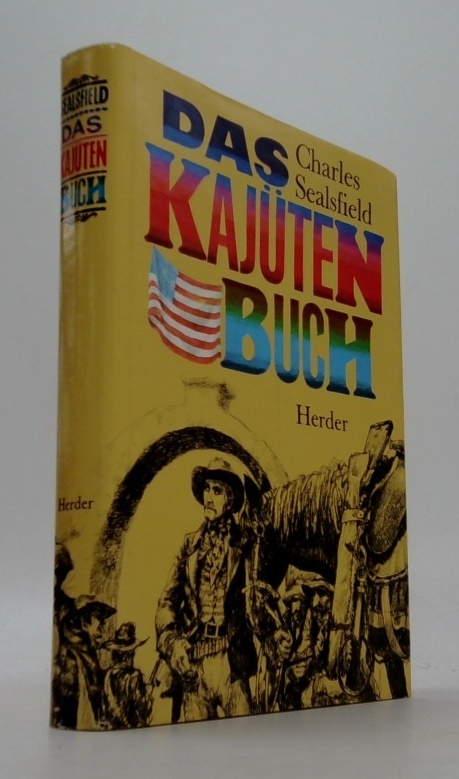 SEALSFIELD
DAS
KAJÜTEN
BUCH
Herder
DAS
Charles
Sealsfield
KAJÜTEN
BUCH
Herder